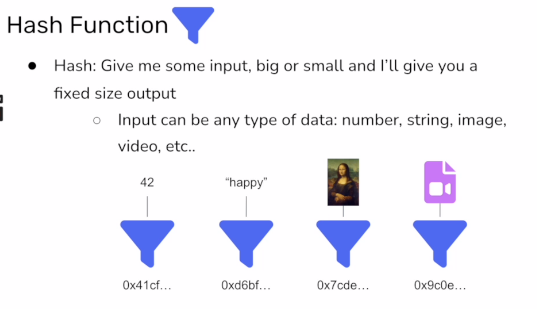 Hash Function
● Hash: Give me some input, big or small and I'll give you a
fixed size output
○ Input can be any type of data: number, string, image,
video, etc..
42 "happy"
0x41cf... 0xd6bf... 0x7cde... 0x9c0e...